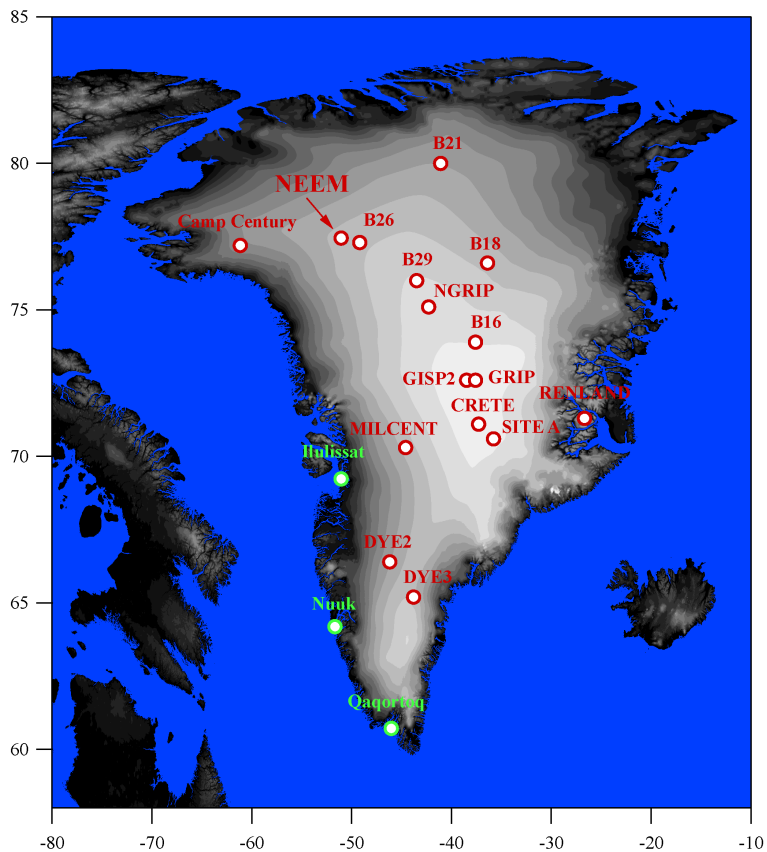 85
B21
80
NEEM
Camp Century
B26
B18
B29
NGRIP
75
B16
GISP2
GRIP
RENLAND
CRETE
SITE A
MILCENT
70
Ilulissat
DYE2
DYE3
65
Nuuk
Qaqortoq
60
-80 -70 -60 -50 -40 -30 -20 -10